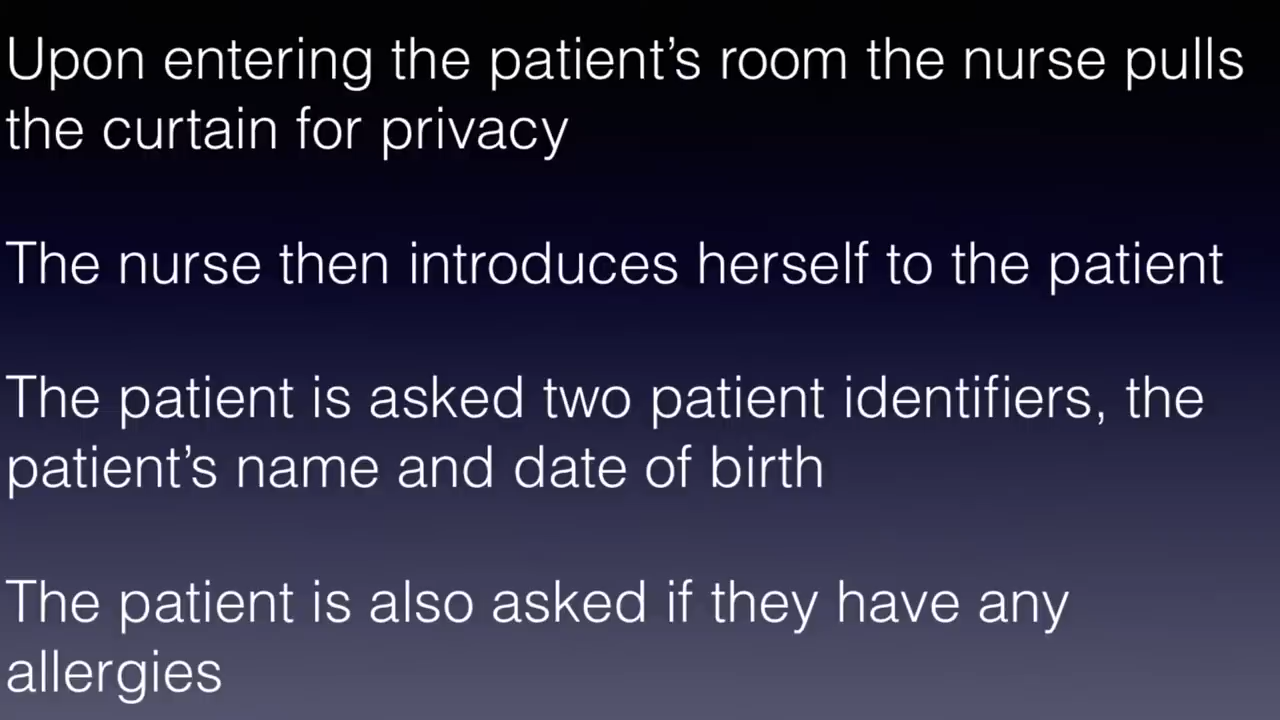 Upon entering the patient’s room the nurse pulls
the curtain for privacy
The nurse then introduces herself to the patient
The patient is asked two patient identifiers, the
patient’s name and date of birth
The patient is also asked if they have any
allergies